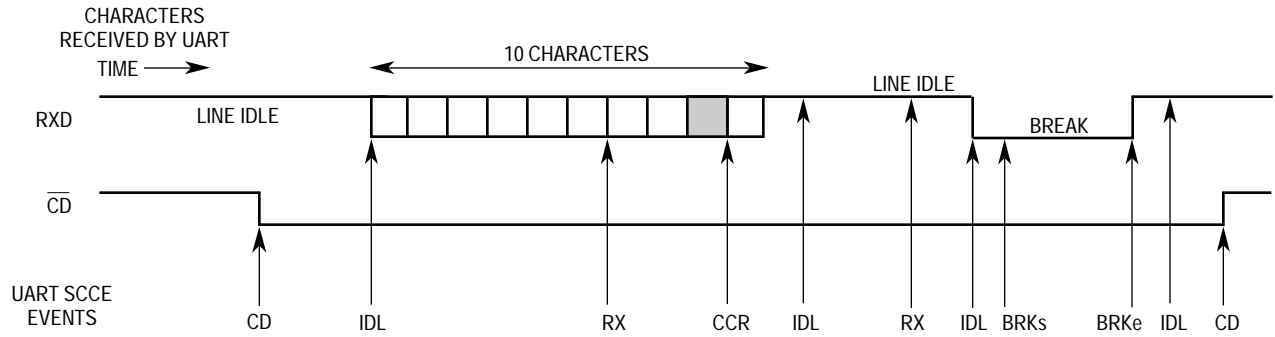 CHARACTERS
RECEIVED BY UART
TIME
10 CHARACTERS
RXD
LINE IDLE
LINE IDLE
BREAK
CD
UART SCCE
EVENTS
CD
IDL
RX
CCR
IDL
RX
IDL
BRKs
BRKe
IDL
CD